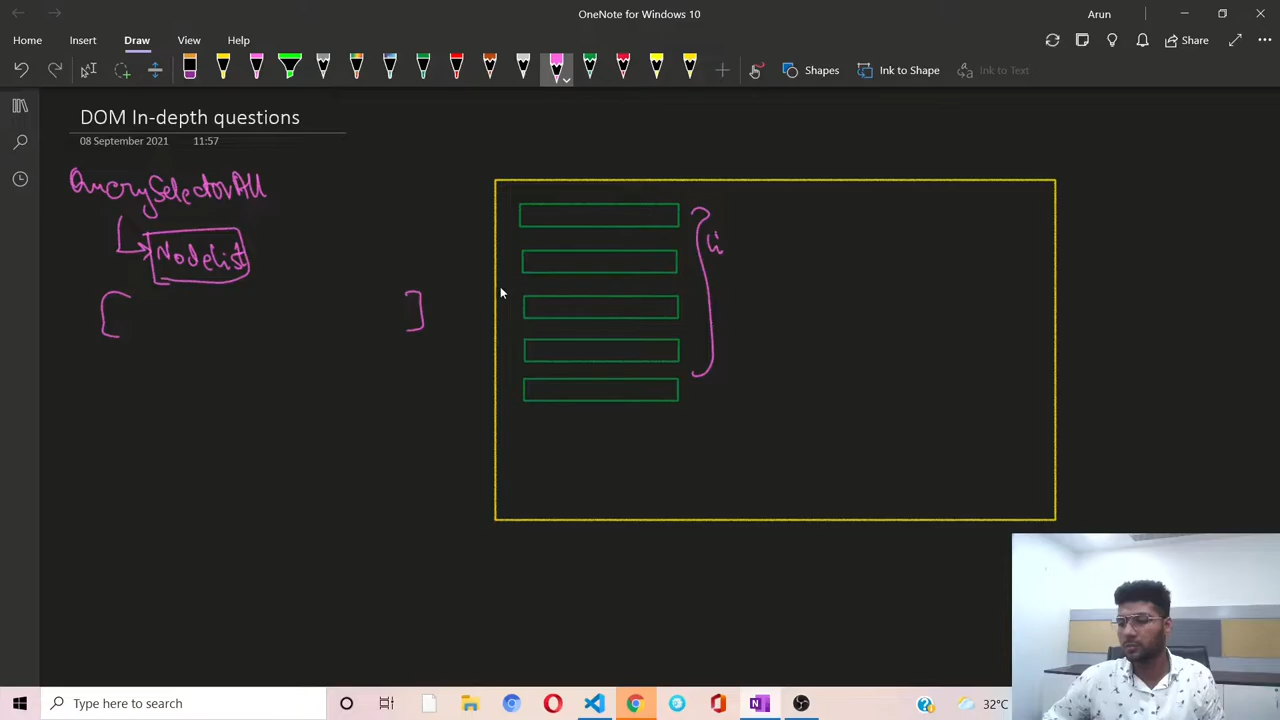 OneNote for Windows 10
Arun
Home
Insert
Draw
View
Help
Share
Shapes
Ink to Shape
Ink to Text
DOM In-depth questions
08 September 2021
11:57
QuerySelectorAll
Nodelist
[ ]
li
Type here to search
32°C